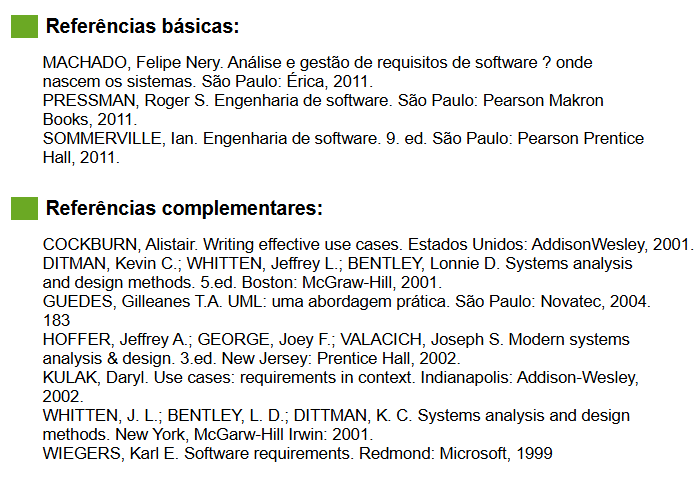 Referências básicas:
MACHADO, Felipe Nery. Análise e gestão de requisitos de software ? onde
nascem os sistemas. São Paulo: Érica, 2011.
PRESSMAN, Roger S. Engenharia de software. São Paulo: Pearson Makron
Books, 2011.
SOMMERVILLE, Ian. Engenharia de software. 9. ed. São Paulo: Pearson Prentice
Hall, 2011.
Referências complementares:
COCKBURN, Alistair. Writing effective use cases. Estados Unidos: AddisonWesley, 2001.
DITMAN, Kevin C.; WHITTEN, Jeffrey L.; BENTLEY, Lonnie D. Systems analysis
and design methods. 5.ed. Boston: McGraw-Hill, 2001.
GUEDES, Gilleanes T.A. UML: uma abordagem prática. São Paulo: Novatec, 2004.
183
HOFFER, Jeffrey A.; GEORGE, Joey F.; VALACICH, Joseph S. Modern systems
analysis & design. 3.ed. New Jersey: Prentice Hall, 2002.
KULAK, Daryl. Use cases: requirements in context. Indianapolis: Addison-Wesley,
2002.
WHITTEN, J. L.; BENTLEY, L. D.; DITTMAN, K. C. Systems analysis and design
methods. New York, McGarw-Hill Irwin: 2001.
WIEGERS, Karl E. Software requirements. Redmond: Microsoft, 1999